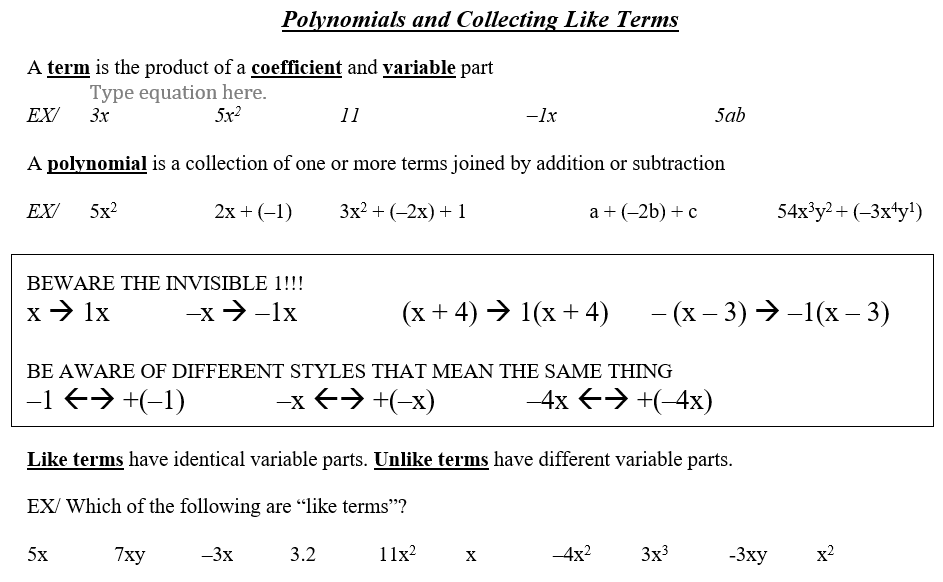 Polynomials and Collecting Like Terms
A term is the product of a coefficient and variable part
Type equation here.
EX/ 3x 5x² 11 –1x 5ab
A polynomial is a collection of one or more terms joined by addition or subtraction
EX/ 5x² 2x + (–1) 3x² + (–2x) + 1 a + (–2b) + c 54x³y² + (–3x⁴y¹)
BEWARE THE INVISIBLE 1!!!
x → 1x –x → –1x (x + 4) → 1(x + 4) – (x – 3) → –1(x – 3)
BE AWARE OF DIFFERENT STYLES THAT MEAN THE SAME THING
–1 ←→ +(–1) –x ←→ +(–x) –4x ←→ +(–4x)
Like terms have identical variable parts. Unlike terms have different variable parts.
EX/ Which of the following are “like terms”?
5x 7xy –3x 3.2 11x² x –4x² 3x³ -3xy x²